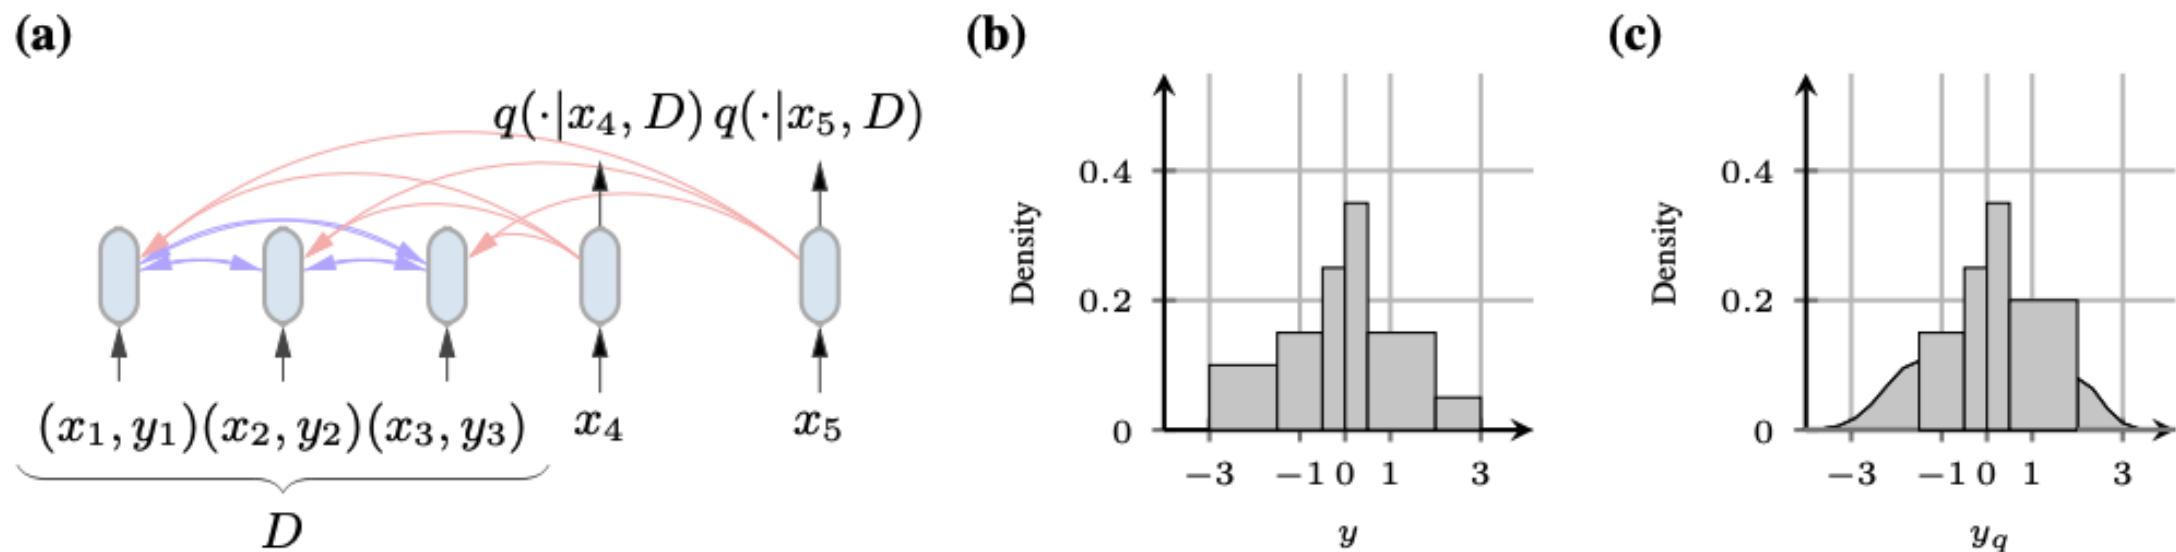 (a)
q(·|x₄, D) q(·|x₅, D)
(x₁, y₁)(x₂, y₂)(x₃, y₃) x₄ x₅
D
(b)
Density
0.4
0.2
0
−3 −1 0 1 3
y
(c)
Density
0.4
0.2
0
−3 −1 0 1 3
y_q